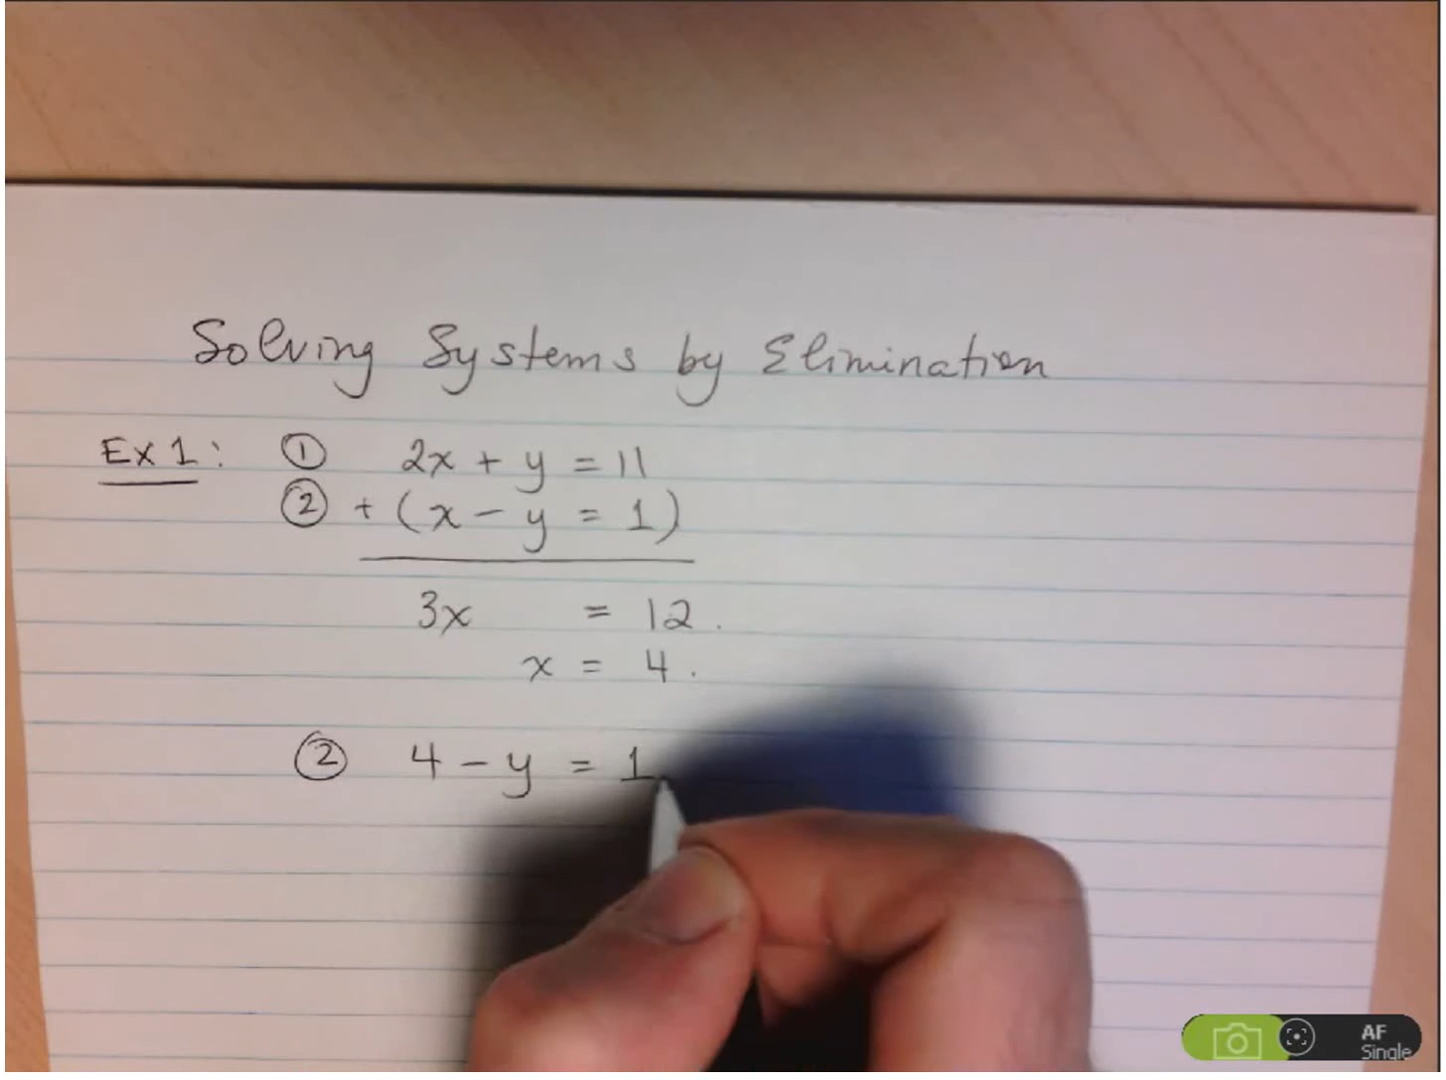 Solving Systems by Elimination
Ex 1: ① 2x + y = 11
② + (x - y = 1)
3x = 12.
x = 4.
② 4 - y = 1
AF
Single